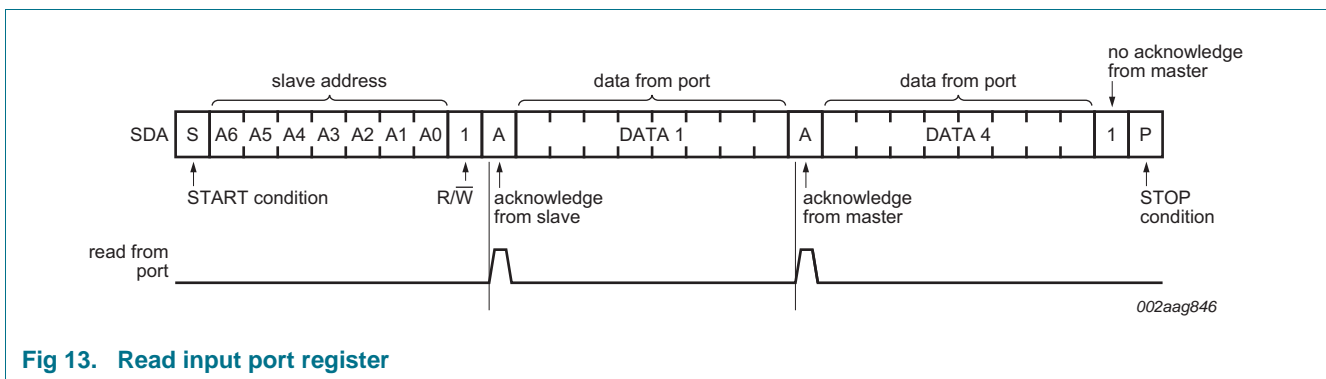 no acknowledge
from master
slave address
data from port
data from port
SDA S A6 A5 A4 A3 A2 A1 A0 1 A DATA 1 A DATA 4 1 P
START condition
R/W̅
acknowledge
from slave
acknowledge
from master
STOP
condition
read from
port
002aag846
Fig 13. Read input port register